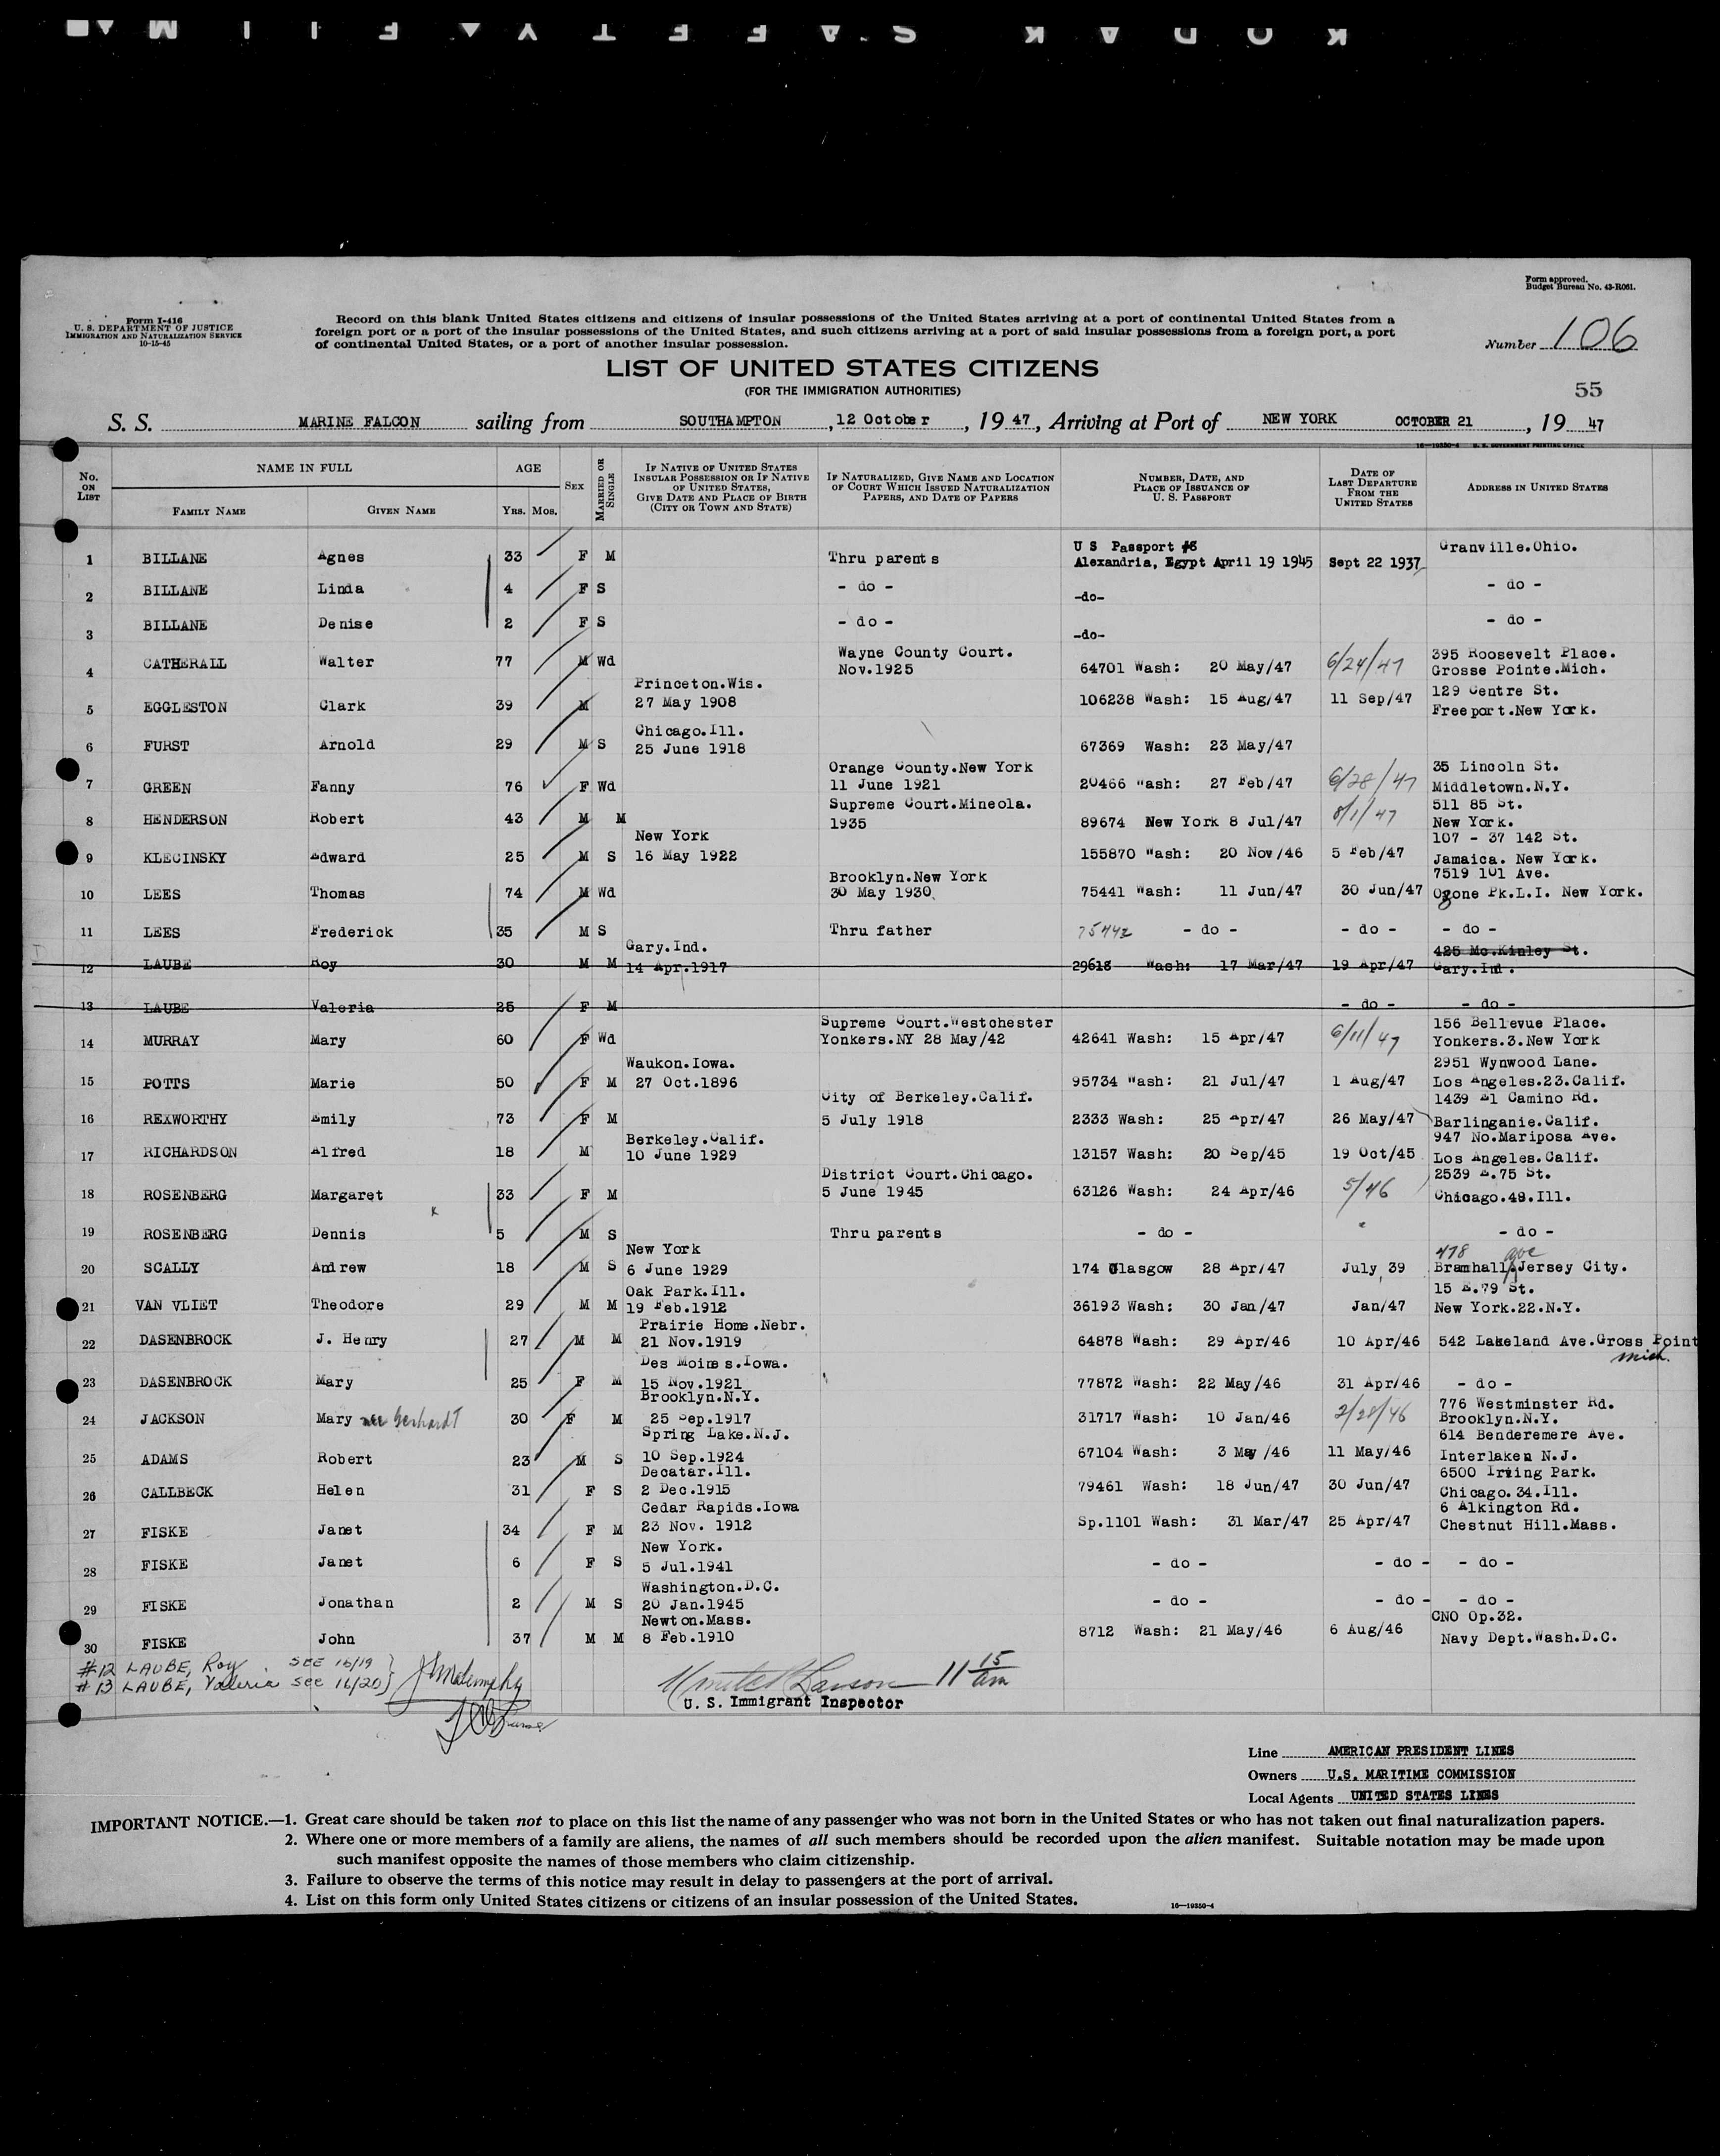 KODAK SAFETY FILM
Form approved.
Budget Bureau No. 43-R061.
Form I-416
U. S. DEPARTMENT OF JUSTICE
IMMIGRATION AND NATURALIZATION SERVICE
10-15-45
Record on this blank United States citizens and citizens of insular possessions of the United States arriving at a port of continental United States from a
foreign port or a port of the insular possessions of the United States, and such citizens arriving at a port of said insular possessions from a foreign port, a port
of continental United States, or a port of another insular possession.
Number 106
LIST OF UNITED STATES CITIZENS
(FOR THE IMMIGRATION AUTHORITIES)
55
S. S. MARINE FALCON sailing from SOUTHAMPTON , 12 October , 19 47, Arriving at Port of NEW YORK OCTOBER 21 , 19 47
16—19350-4 U. S. GOVERNMENT PRINTING OFFICE
No. on List NAME IN FULL Family Name Given Name AGE Yrs. Mos. Sex Married or Single If Native of United States Insular Possession or If Native of United States, Give Date and Place of Birth (City or Town and State) If Naturalized, Give Name and Location of Court Which Issued Naturalization Papers, and Date of Papers Number, Date, and Place of Issuance of U. S. Passport Date of Last Departure From the United States Address in United States
1 BILLANE Agnes 33 F M Thru parents U S Passport Alexandria, Egypt April 19 1945 Sept 22 1937 Granville.Ohio.
2 BILLANE Linda 4 F S - do - -do- - do -
3 BILLANE Denise 2 F S - do - -do- - do -
4 CATHERALL Walter 77 M Wd Wayne County Court. Nov.1925 64701 Wash: 20 May/47 6/24/47 395 Roosevelt Place. Grosse Pointe.Mich.
5 EGGLESTON Clark 39 M Princeton.Wis. 27 May 1908 106238 Wash: 15 Aug/47 11 Sep/47 129 Centre St. Freeport.New York.
6 FURST Arnold 29 M S Chicago.Ill. 25 June 1918 67369 Wash: 23 May/47
7 GREEN Fanny 76 F Wd Orange County.New York 11 June 1921 20466 Wash: 27 Feb/47 6/28/47 35 Lincoln St. Middletown.N.Y.
8 HENDERSON Robert 43 M M Supreme Court.Mineola. 1935 89674 New York 8 Jul/47 8/1/47 511 85 St. New York.
9 KLECINSKY Edward 25 M S New York 16 May 1922 155870 Wash: 20 Nov/46 5 Feb/47 107 - 37 142 St. Jamaica. New York.
10 LEES Thomas 74 M Wd Brooklyn.New York 30 May 1930. 75441 Wash: 11 Jun/47 30 Jun/47 7519 101 Ave. Ozone Pk.L.I. New York.
11 LEES Frederick 35 M S Thru father 75442 - do - - do - - do -
12 LAUBE Roy 30 M M Gary.Ind. 14 Apr.1917 29618 Wash: 17 Mar/47 19 Apr/47 425 Mc.Kinley St. Gary.Ind.
13 LAUBE Valeria 25 F M - do - - do -
14 MURRAY Mary 60 F Wd Supreme Court.Westchester Yonkers.NY 28 May/42 42641 Wash: 15 Apr/47 6/11/47 156 Bellevue Place. Yonkers.3.New York
15 POTTS Marie 50 F M Waukon.Iowa. 27 Oct.1896 95734 Wash: 21 Jul/47 1 Aug/47 2951 Wynwood Lane. Los Angeles.23.Calif.
16 REXWORTHY Emily 73 F M City of Berkeley.Calif. 5 July 1918 2333 Wash: 25 Apr/47 26 May/47 1439 El Camino Rd. Barlinganie.Calif.
17 RICHARDSON Alfred 18 M Berkeley.Calif. 10 June 1929 13157 Wash: 20 Sep/45 19 Oct/45 947 No.Mariposa Ave. Los Angeles.Calif.
18 ROSENBERG Margaret 33 F M District Court.Chicago. 5 June 1945 63126 Wash: 24 Apr/46 5/46 2539 E.75 St. Chicago.49.Ill.
19 ROSENBERG Dennis 5 M S Thru parents - do - - do -
20 SCALLY Andrew 18 M S New York 6 June 1929 174 Glasgow 28 Apr/47 July 39 478 Bramhall Ave Jersey City.
21 VAN VLIET Theodore 29 M M Oak Park.Ill. 19 Feb.1912 36193 Wash: 30 Jan/47 Jan/47 15 E.79 St. New York.22.N.Y.
22 DASENBROCK J. Henry 27 M M Prairie Home.Nebr. 21 Nov.1919 64878 Wash: 29 Apr/46 10 Apr/46 542 Lakeland Ave.Gross Point Mich.
23 DASENBROCK Mary 25 F M Des Moines.Iowa. 15 Nov.1921 77872 Wash: 22 May/46 31 Apr/46 - do -
24 JACKSON Mary nee Gerhardt 30 F M Brooklyn.N.Y. 25 Sep.1917 31717 Wash: 10 Jan/46 2/28/46 776 Westminster Rd. Brooklyn.N.Y.
25 ADAMS Robert 23 M S Spring Lake.N.J. 10 Sep.1924 67104 Wash: 3 May /46 11 May/46 614 Benderemere Ave. Interlaken N.J.
26 CALLBECK Helen 31 F S Decatar.Ill. 2 Dec.1915 79461 Wash: 18 Jun/47 30 Jun/47 6500 Irving Park. Chicago.34.Ill.
27 FISKE Janet 34 F M Cedar Rapids.Iowa 23 Nov. 1912 Sp.1101 Wash: 31 Mar/47 25 Apr/47 6 Alkington Rd. Chestnut Hill.Mass.
28 FISKE Janet 6 F S New York. 5 Jul.1941 - do - - do - - do -
29 FISKE Jonathan 2 M S Washington.D.C. 20 Jan.1945 - do - - do - - do -
30 FISKE John 37 M M Newton.Mass. 8 Feb.1910 8712 Wash: 21 May/46 6 Aug/46 CNO Op.32. Navy Dept.Wash.D.C.
#12 LAUBE, Roy SEE 16/19
#13 LAUBE, Valeria see 16/20
Larson 11 15 am
U. S. Immigrant Inspector
Line AMERICAN PRESIDENT LINES
Owners U.S. MARITIME COMMISSION
Local Agents UNITED STATES LINES
IMPORTANT NOTICE.—1. Great care should be taken not to place on this list the name of any passenger who was not born in the United States or who has not taken out final naturalization papers.
2. Where one or more members of a family are aliens, the names of all such members should be recorded upon the alien manifest. Suitable notation may be made upon
such manifest opposite the names of those members who claim citizenship.
3. Failure to observe the terms of this notice may result in delay to passengers at the port of arrival.
4. List on this form only United States citizens or citizens of an insular possession of the United States.
16—19350-4